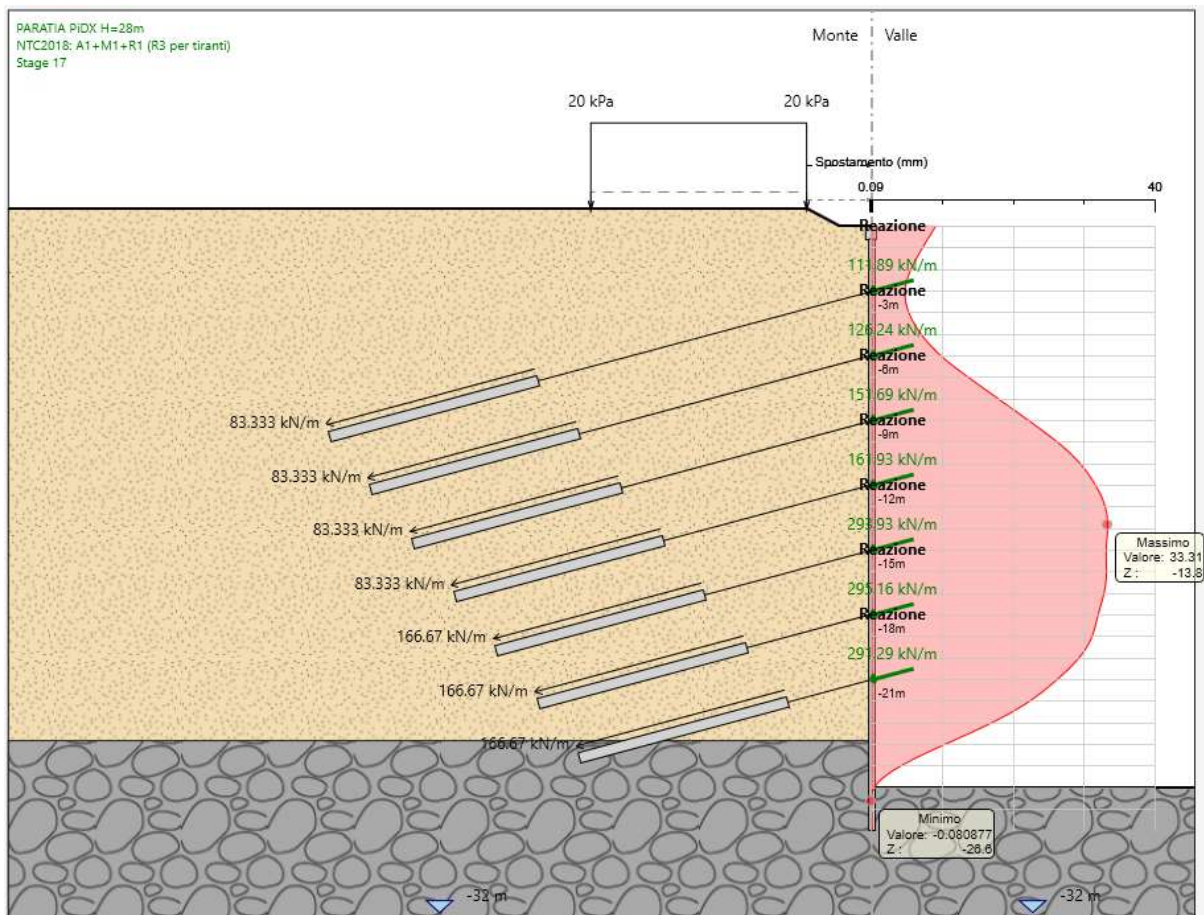 PARATIA PiDX H=28m
NTC2018: A1+M1+R1 (R3 per tiranti)
Stage 17
Monte
Valle
20 kPa
20 kPa
Spostamento (mm)
0.09
40
Reazione
111.89 kN/m
Reazione
-3m
126.24 kN/m
Reazione
-6m
151.69 kN/m
83.333 kN/m
Reazione
-9m
161.93 kN/m
83.333 kN/m
Reazione
-12m
293.93 kN/m
83.333 kN/m
Massimo
Valore: 33.31
Z : -13.8
Reazione
-15m
83.333 kN/m
295.16 kN/m
Reazione
-18m
166.67 kN/m
291.29 kN/m
166.67 kN/m
-21m
166.67 kN/m
Minimo
Valore: -0.080877
Z : -26.6
-32 m
-32 m